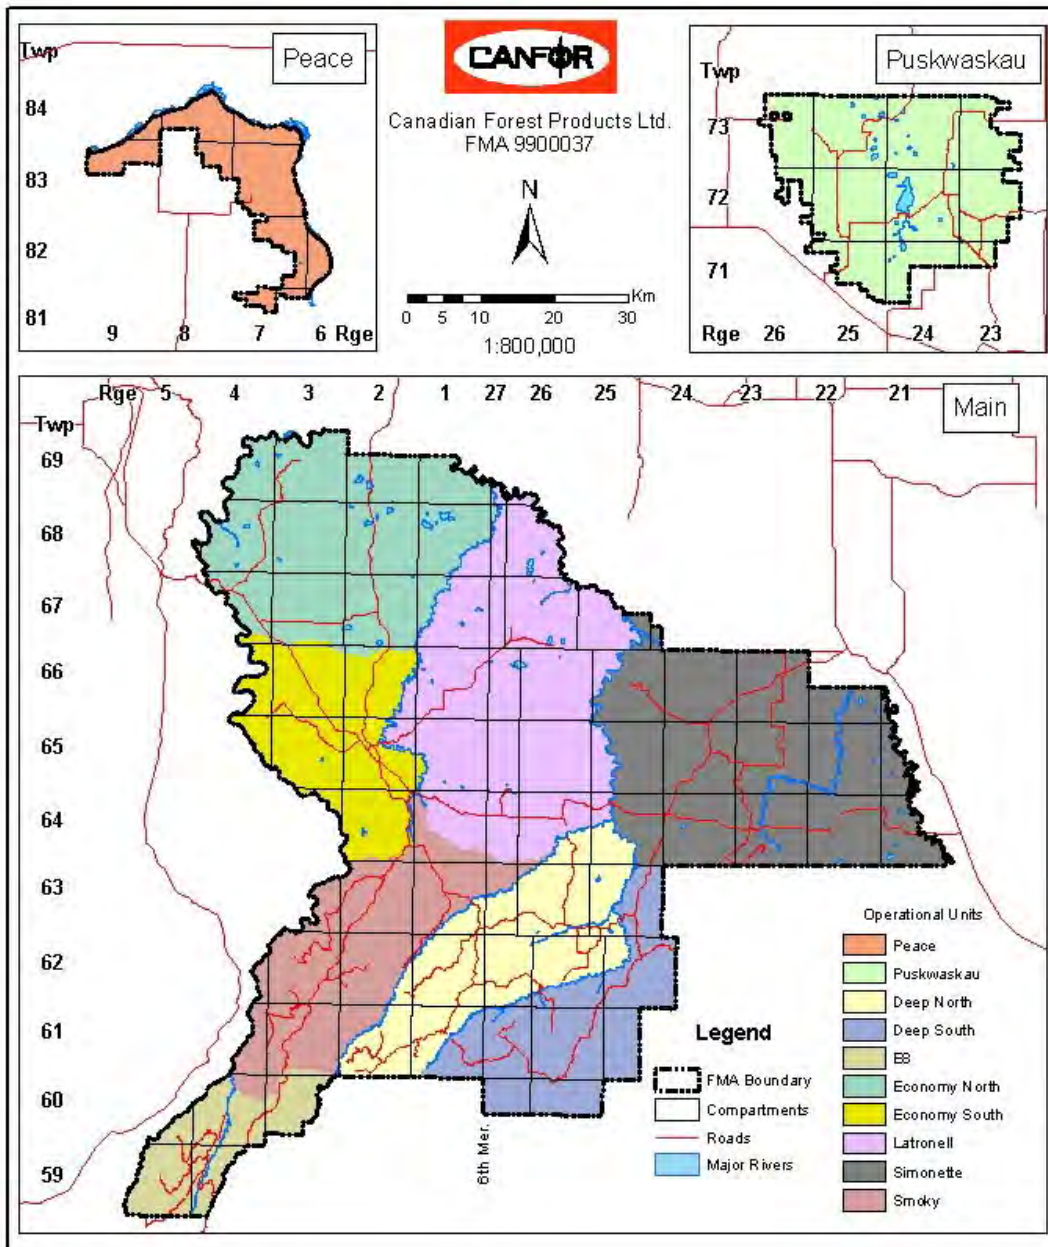 Twp
Peace
84
83
82
81
9 8 7 6 Rge
CANFOR
Canadian Forest Products Ltd.
FMA 9900037
N
Km
0 5 10 20 30
1:800,000
Puskwaskau
Twp
73
72
71
Rge 26 25 24 23
Rge 5 4 3 2 1 27 26 25 24 23 22 21
Main
Twp
69
68
67
66
65
64
63
62
61
60
59
6th Mer.
Legend
FMA Boundary
Compartments
Roads
Major Rivers
Operational Units
Peace
Puskwaskau
Deep North
Deep South
E8
Economy North
Economy South
Latronell
Simonette
Smoky